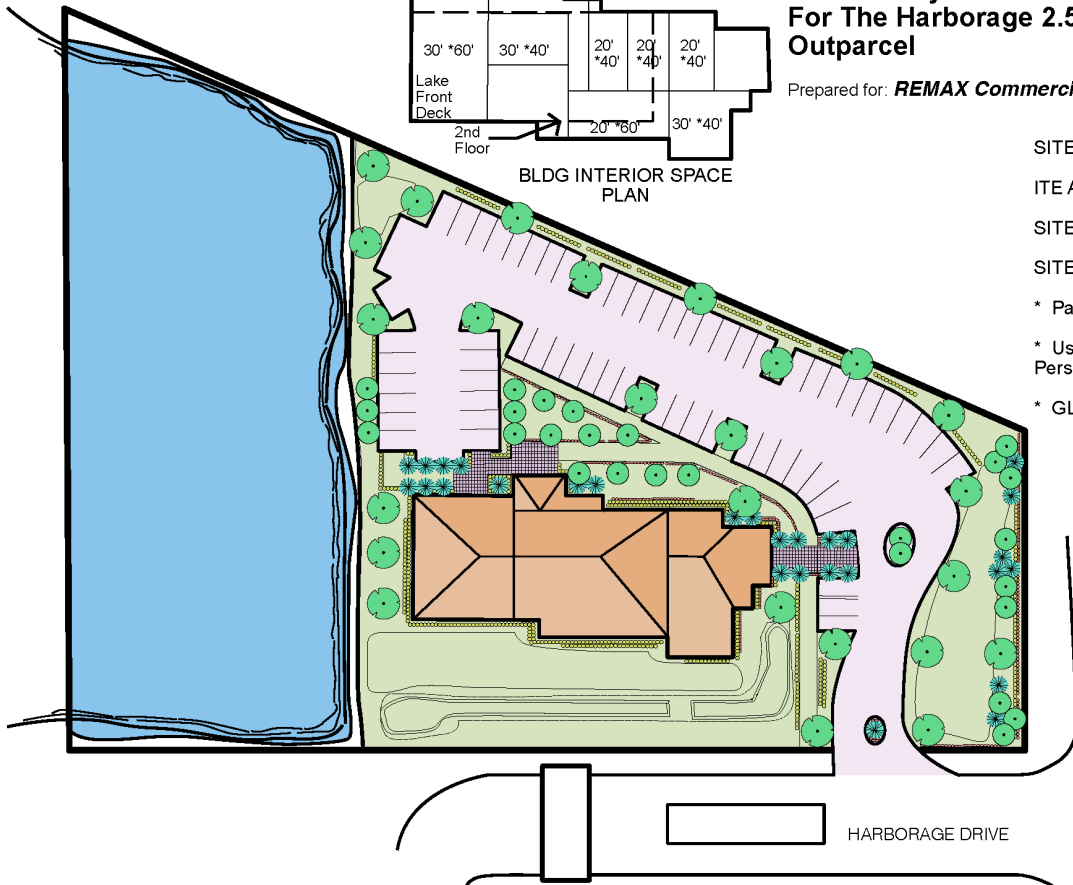 For The Harborage 2.5
Outparcel
Prepared for: REMAX Commerci
30' *60'
30' *40'
20'
*40'
20'
*40'
20'
*40'
Lake
Front
Deck
2nd
Floor
20' *60'
30' *40'
BLDG INTERIOR SPACE
PLAN
SITE
ITE A
SITE
SITE
* Pa
* Us
Pers
* GL
HARBORAGE DRIVE